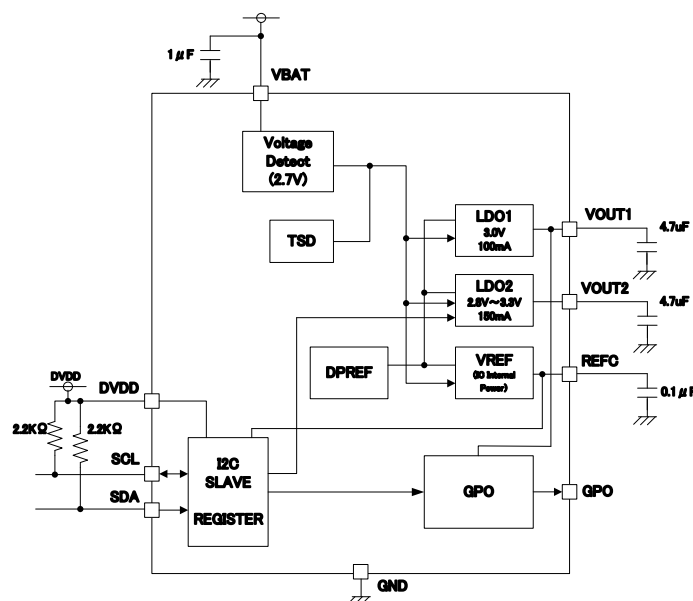 1μF
VBAT
Voltage
Detect
(2.7V)
TSD
LDO1
3.0V
100mA
VOUT1
4.7uF
LDO2
2.8V～3.3V
150mA
VOUT2
4.7uF
DPREF
VREF
(IC Internal
Power)
REFC
0.1μF
DVDD
DVDD
2.2KΩ
2.2KΩ
SCL
SDA
I2C
SLAVE
REGISTER
GPO
GPO
GND